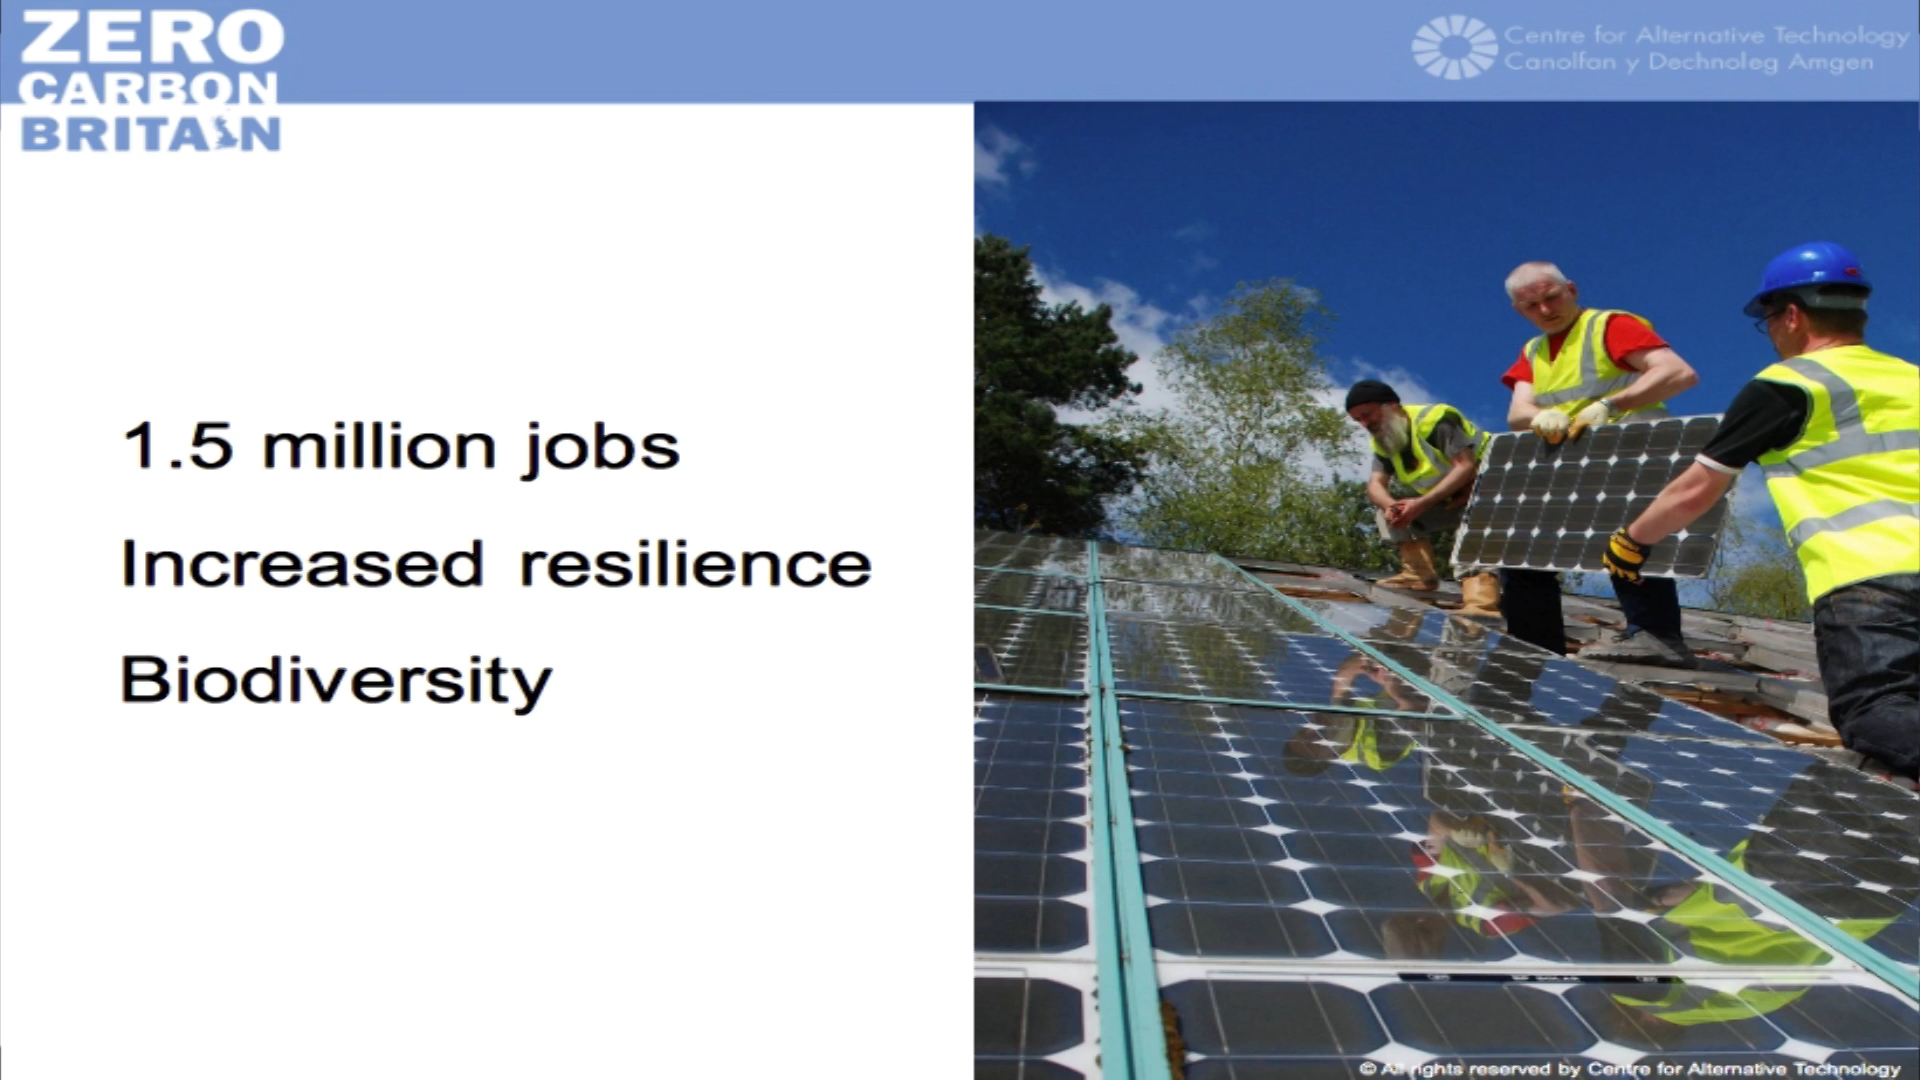 ZERO
CARBON
BRITAIN
Centre for Alternative Technology
Canolfan y Dechnoleg Amgen
1.5 million jobs
Increased resilience
Biodiversity
© All rights reserved by Centre for Alternative Technology